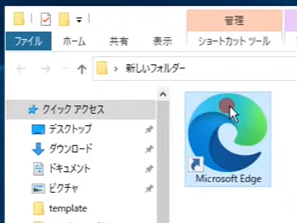 管理
ファイル ホーム 共有 表示 ショートカット ツール
新しいフォルダー
クイック アクセス
デスクトップ
ダウンロード
ドキュメント
ピクチャ
template
Microsoft Edge